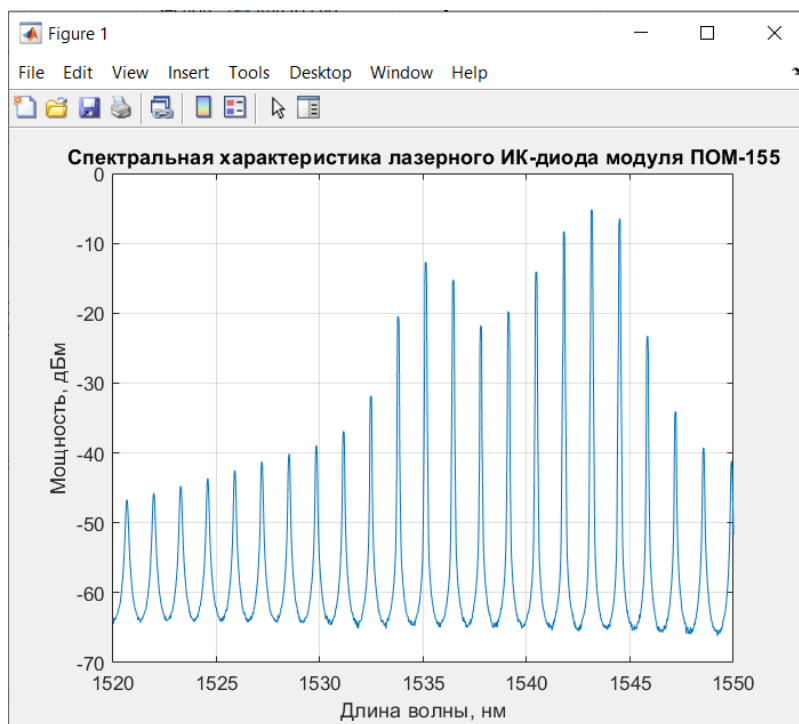 Figure 1
File Edit View Insert Tools Desktop Window Help
Спектральная характеристика лазерного ИК-диода модуля ПОМ-155
0
-10
-20
-30
-40
-50
-60
-70
Мощность, дБм
1520 1525 1530 1535 1540 1545 1550
Длина волны, нм